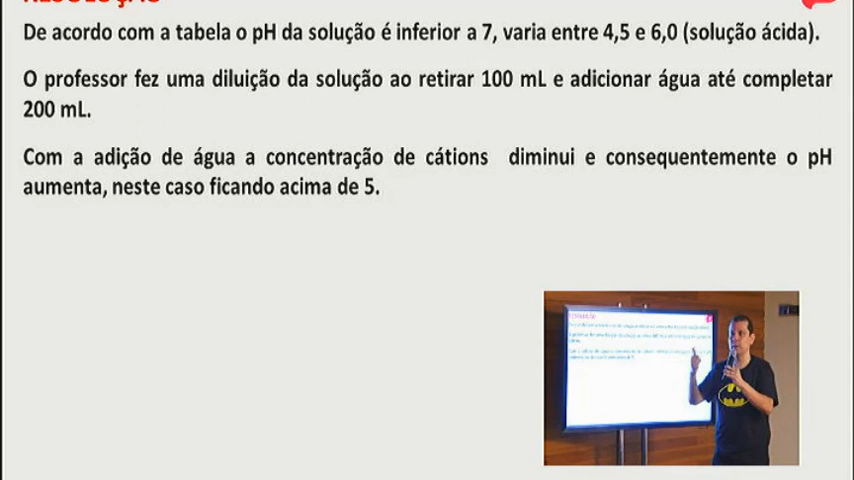 De acordo com a tabela o pH da solução é inferior a 7, varia entre 4,5 e 6,0 (solução ácida).
O professor fez uma diluição da solução ao retirar 100 mL e adicionar água até completar
200 mL.
Com a adição de água a concentração de cátions diminui e consequentemente o pH
aumenta, neste caso ficando acima de 5.